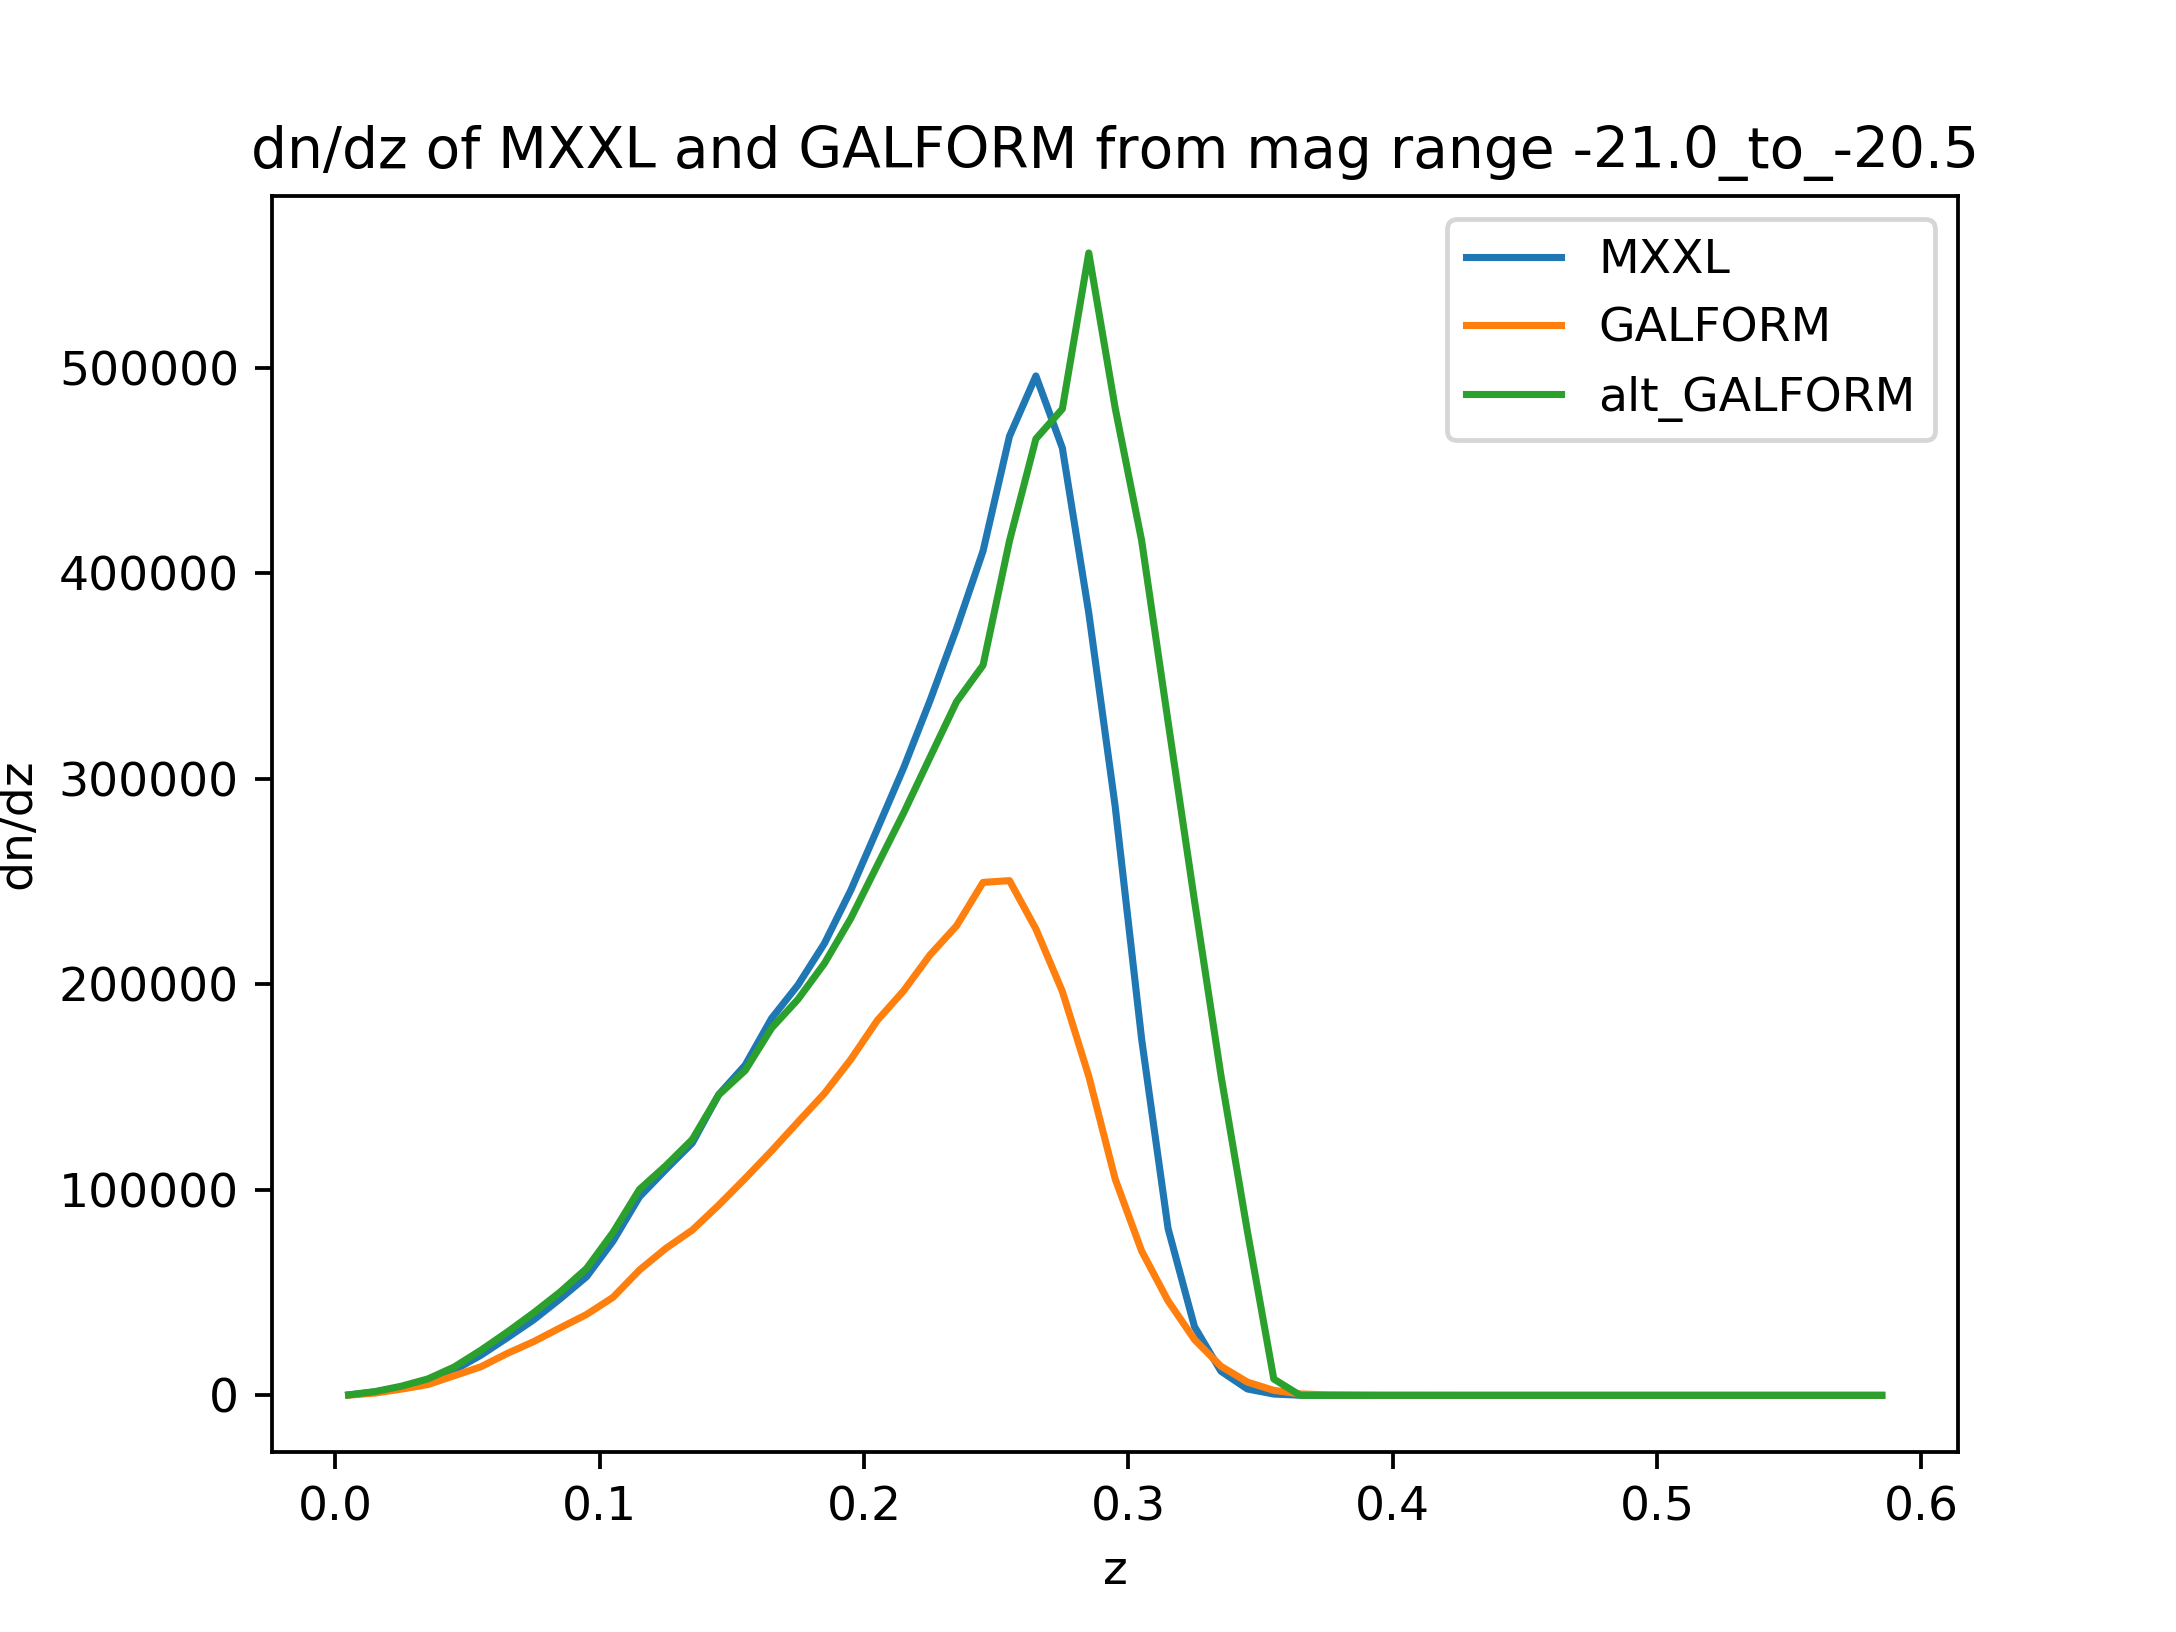 dn/dz of MXXL and GALFORM from mag range -21.0_to_-20.5
MXXL
GALFORM
alt_GALFORM
dn/dz
500000
400000
300000
200000
100000
0
0.0 0.1 0.2 0.3 0.4 0.5 0.6
z